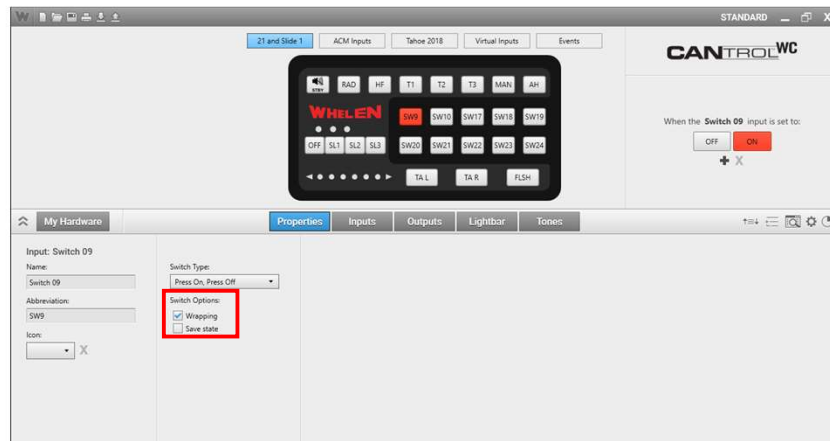 W STANDARD
21 and Slide 1 ACM Inputs Tahoe 2018 Virtual Inputs Events
CANTROL WC
STBY RAD HF T1 T2 T3 MAN AH
WHELEN SW9 SW10 SW17 SW18 SW19
OFF SL1 SL2 SL3 SW20 SW21 SW22 SW23 SW24
TA L TA R FLSH
When the Switch 09 input is set to:
OFF ON
X
My Hardware Properties Inputs Outputs Lightbar Tones
Input: Switch 09
Name:
Switch 09
Abbreviation:
SW9
Icon:
X
Switch Type:
Press On, Press Off
Switch Options:
Wrapping
Save state